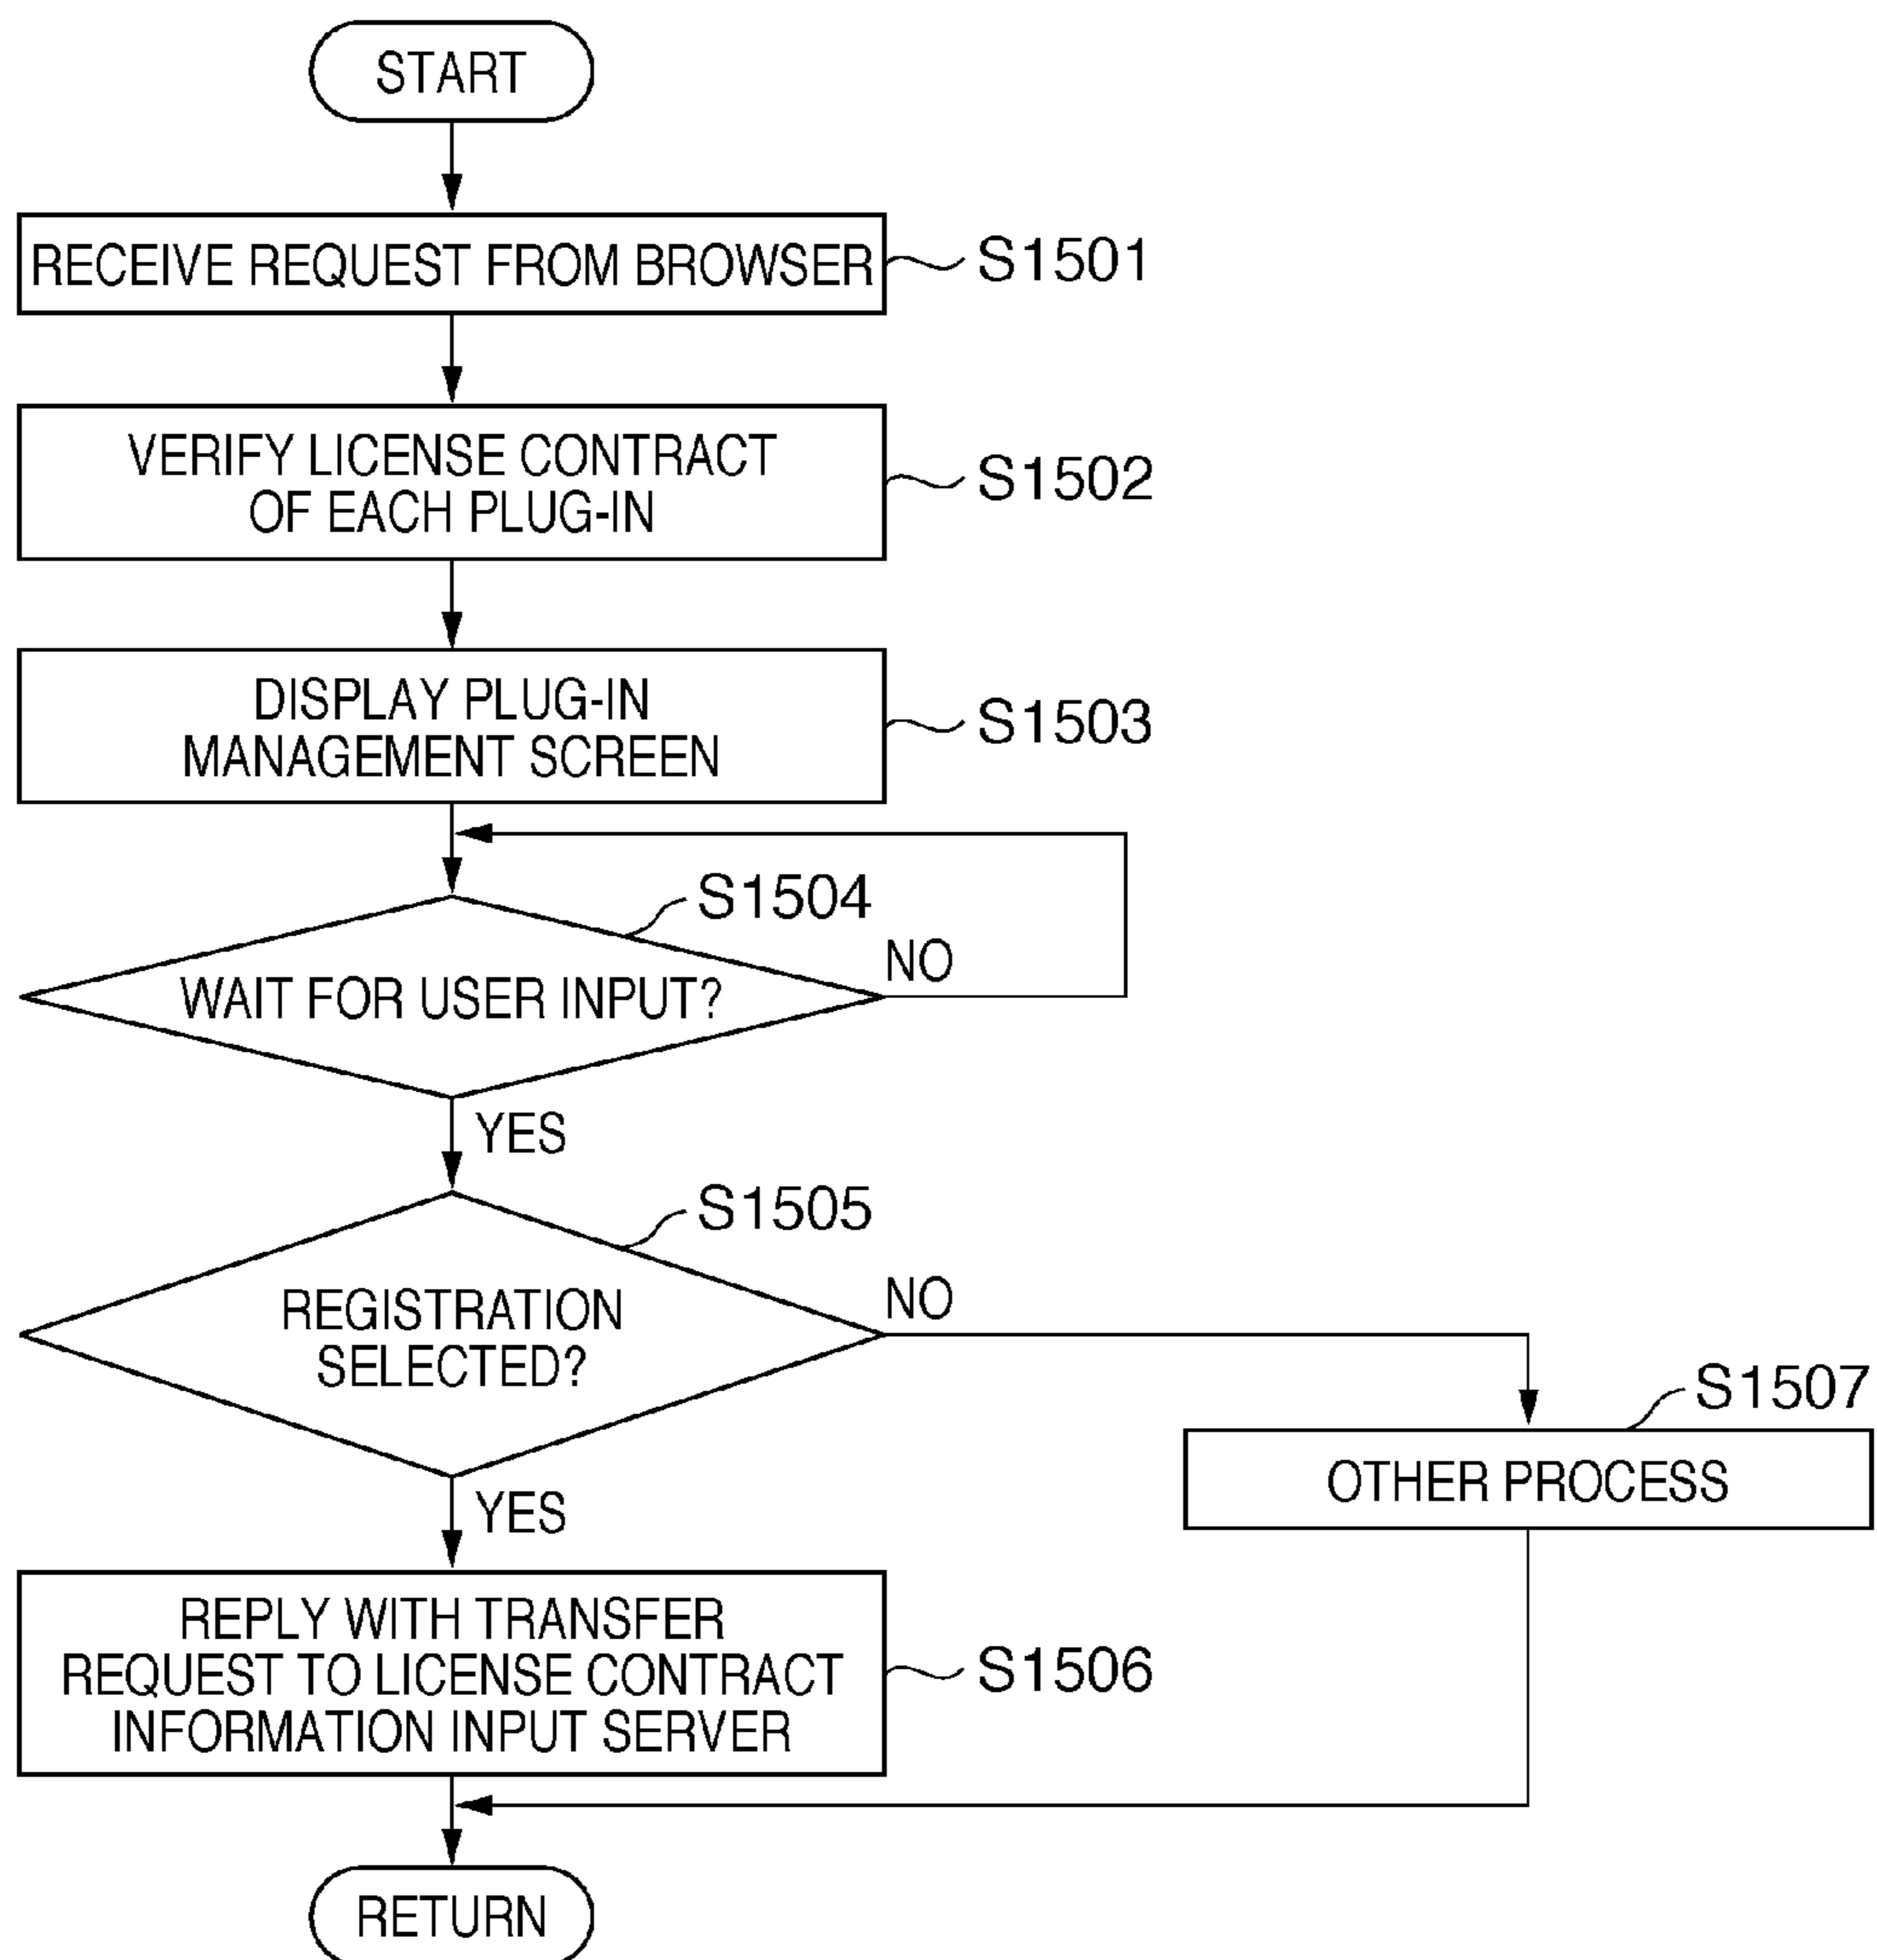 START
RECEIVE REQUEST FROM BROWSER
S1501
VERIFY LICENSE CONTRACT
OF EACH PLUG-IN
S1502
DISPLAY PLUG-IN
MANAGEMENT SCREEN
S1503
S1504
WAIT FOR USER INPUT?
NO
YES
S1505
REGISTRATION
SELECTED?
NO
YES
S1507
OTHER PROCESS
REPLY WITH TRANSFER
REQUEST TO LICENSE CONTRACT
INFORMATION INPUT SERVER
S1506
RETURN